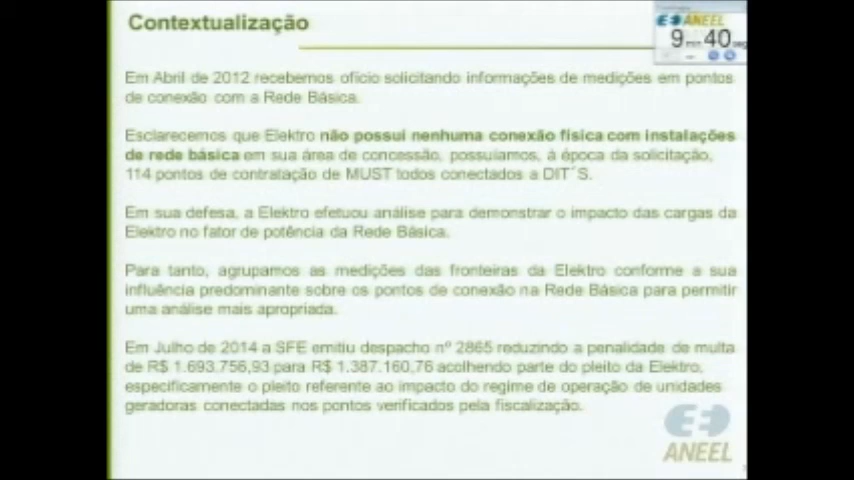 Contextualização
ANEEL
9 min 40 seg
Em Abril de 2012 recebemos ofício solicitando informações de medições em pontos
de conexão com a Rede Básica.
Esclarecemos que Elektro não possui nenhuma conexão física com instalações
de rede básica em sua área de concessão, possuíamos, à época da solicitação,
114 pontos de contratação de MUST todos conectados a DIT´S.
Em sua defesa, a Elektro efetuou análise para demonstrar o impacto das cargas da
Elektro no fator de potência da Rede Básica.
Para tanto, agrupamos as medições das fronteiras da Elektro conforme a sua
influência predominante sobre os pontos de conexão na Rede Básica para permitir
uma análise mais apropriada.
Em Julho de 2014 a SFE emitiu despacho nº 2865 reduzindo a penalidade de multa
de R$ 1.693.756,93 para R$ 1.387.160,76 acolhendo parte do pleito da Elektro,
especificamente o pleito referente ao impacto do regime de operação de unidades
geradoras conectadas nos pontos verificados pela fiscalização.
ANEEL